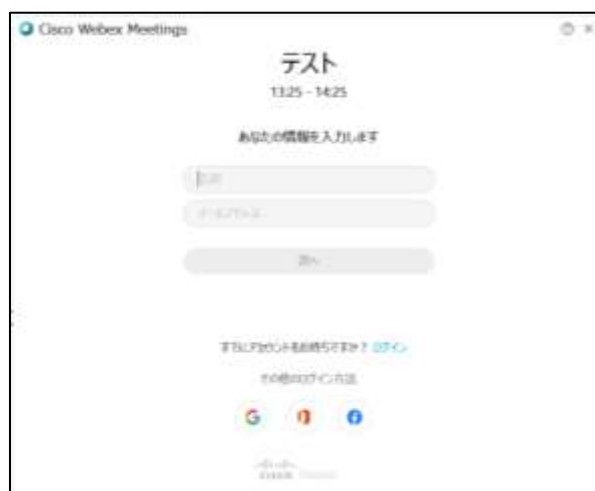 Cisco Webex Meetings
テスト
13:25 - 14:25
あなたの情報を入力します
名前
メールアドレス
次へ
すでにアカウントをお持ちですか？ ログイン
その他のログイン方法
CISCO